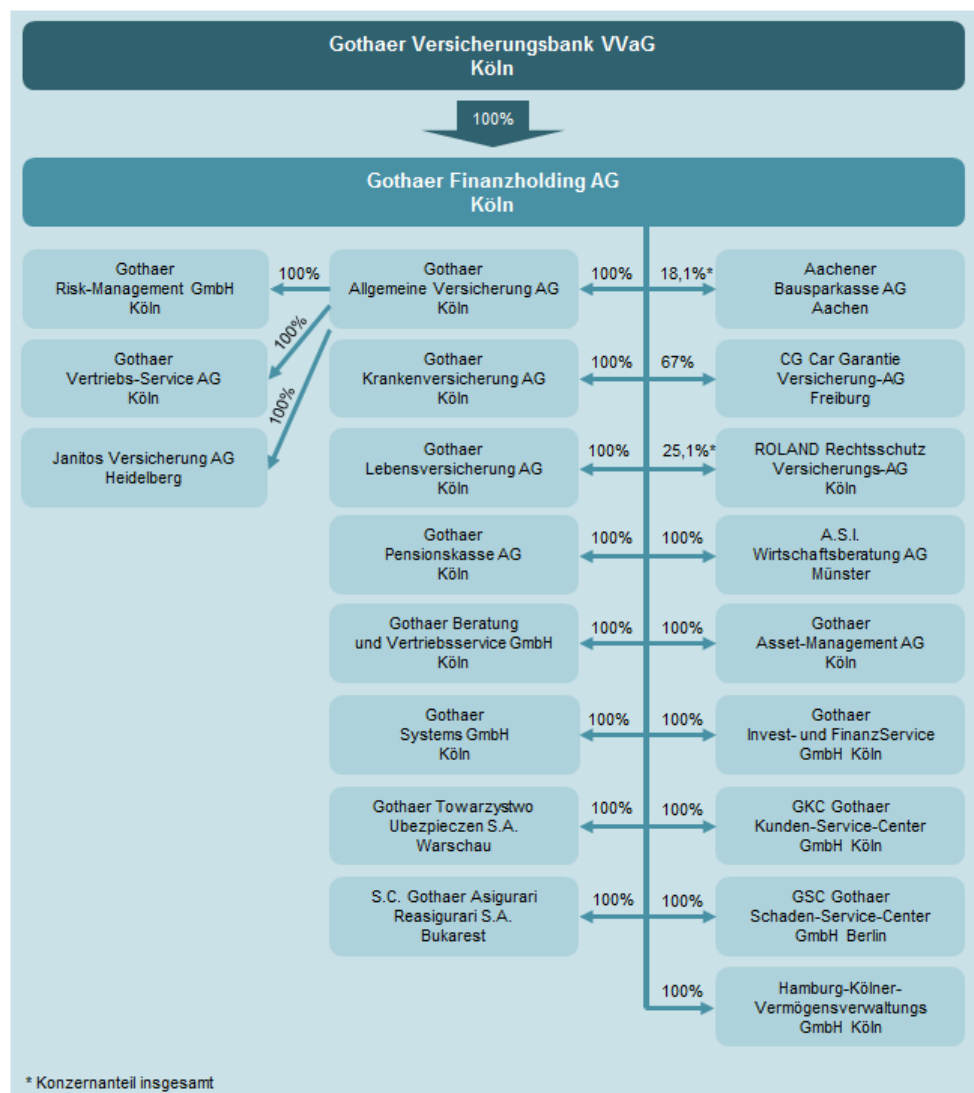 Gothaer Versicherungsbank VVaG
Köln
100%
Gothaer Finanzholding AG
Köln
Gothaer
Risk-Management GmbH
Köln
100%
Gothaer
Allgemeine Versicherung AG
Köln
100%
18,1%*
Aachener
Bausparkasse AG
Aachen
100%
Gothaer
Vertriebs-Service AG
Köln
Gothaer
Krankenversicherung AG
Köln
100%
67%
CG Car Garantie
Versicherung-AG
Freiburg
100%
Janitos Versicherung AG
Heidelberg
Gothaer
Lebensversicherung AG
Köln
100%
25,1%*
ROLAND Rechtsschutz
Versicherungs-AG
Köln
Gothaer
Pensionskasse AG
Köln
100%
100%
A.S.I.
Wirtschaftsberatung AG
Münster
Gothaer Beratung
und Vertriebsservice GmbH
Köln
100%
100%
Gothaer
Asset-Management AG
Köln
Gothaer
Systems GmbH
Köln
100%
100%
Gothaer
Invest- und FinanzService
GmbH Köln
Gothaer Towarzystwo
Ubezpieczen S.A.
Warschau
100%
100%
GKC Gothaer
Kunden-Service-Center
GmbH Köln
S.C. Gothaer Asigurari
Reasigurari S.A.
Bukarest
100%
100%
GSC Gothaer
Schaden-Service-Center
GmbH Berlin
100%
Hamburg-Kölner-
Vermögensverwaltungs
GmbH Köln
* Konzernanteil insgesamt